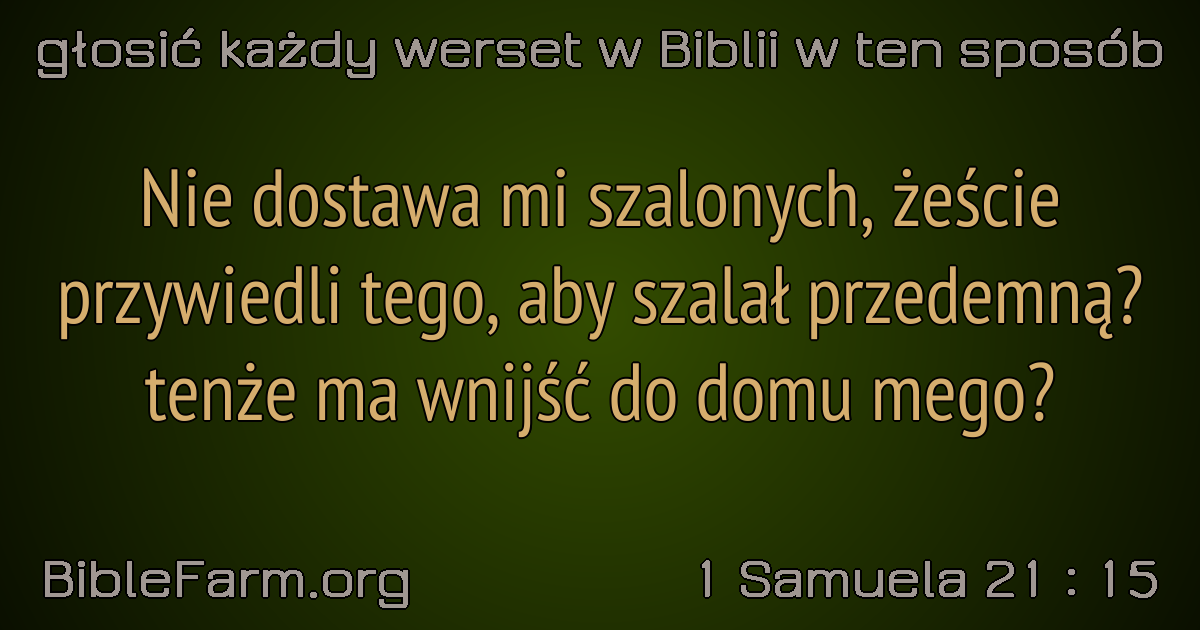 głosić każdy werset w Biblii w ten sposób
Nie dostawa mi szalonych, żeście
przywiedli tego, aby szalał przedemną?
tenże ma wnijść do domu mego?
BibleFarm.org
1 Samuela 21 : 15